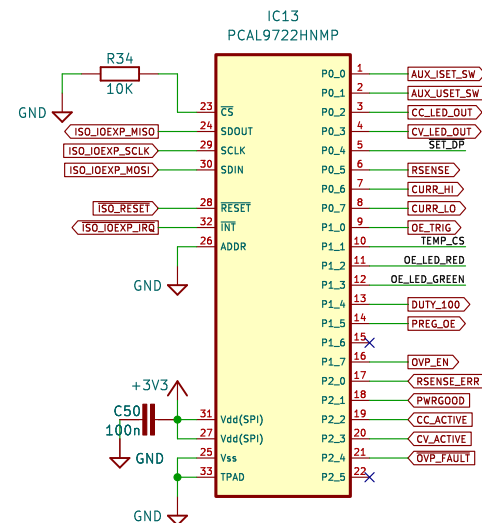 IC13
PCAL9722HNMP
R34
10K
GND
23 CS P0_0 1 AUX_ISET_SW
ISO_IOEXP_MISO 24 SDOUT P0_1 2 AUX_USET_SW
ISO_IOEXP_SCLK 29 SCLK P0_2 3 CC_LED_OUT
ISO_IOEXP_MOSI 30 SDIN P0_3 4 CV_LED_OUT
P0_4 5 SET_DP
P0_5 6 RSENSE
P0_6 7 CURR_HI
ISO_RESET 28 RESET P0_7 8 CURR_LO
ISO_IOEXP_IRQ 32 INT P1_0 9 OE_TRIG
26 ADDR P1_1 10 TEMP_CS
P1_2 11 OE_LED_RED
GND P1_3 12 OE_LED_GREEN
P1_4 13 DUTY_100
P1_5 14 PREG_OE
P1_6 15
P1_7 16 OVP_EN
+3V3 P2_0 17 RSENSE_ERR
P2_1 18 PWRGOOD
C50 31 Vdd(SPI) P2_2 19 CC_ACTIVE
100n 27 Vdd(SPI) P2_3 20 CV_ACTIVE
GND 25 Vss P2_4 21 OVP_FAULT
33 TPAD P2_5 22
GND